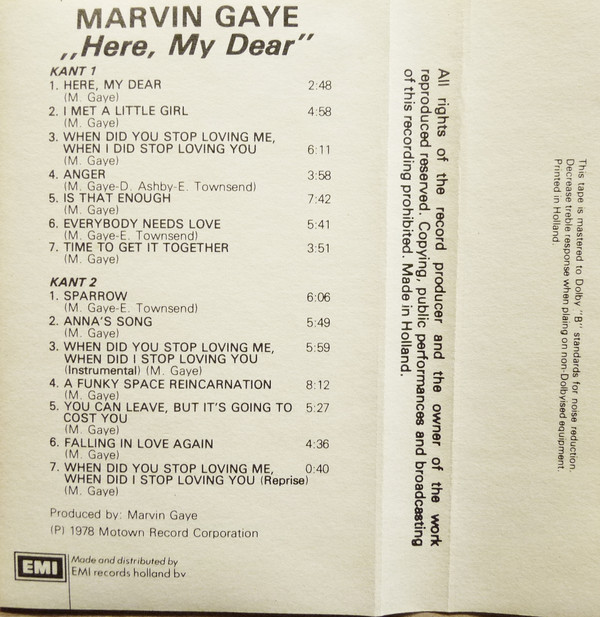 MARVIN GAYE
„Here, My Dear”
KANT 1
1. HERE, MY DEAR 2:48
(M. Gaye)
2. I MET A LITTLE GIRL 4:58
(M. Gaye)
3. WHEN DID YOU STOP LOVING ME,
WHEN I DID STOP LOVING YOU 6:11
(M. Gaye)
4. ANGER 3:58
(M. Gaye-D. Ashby-E. Townsend)
5. IS THAT ENOUGH 7:42
(M. Gaye)
6. EVERYBODY NEEDS LOVE 5:41
(M. Gaye-E. Townsend)
7. TIME TO GET IT TOGETHER 3:51
(M. Gaye)
KANT 2
1. SPARROW 6:06
(M. Gaye-E. Townsend)
2. ANNA'S SONG 5:49
(M. Gaye)
3. WHEN DID YOU STOP LOVING ME, 5:59
WHEN DID I STOP LOVING YOU
(Instrumental) (M. Gaye)
4. A FUNKY SPACE REINCARNATION 8:12
(M. Gaye)
5. YOU CAN LEAVE, BUT IT'S GOING TO 5:27
COST YOU
(M. Gaye)
6. FALLING IN LOVE AGAIN 4:36
(M. Gaye)
7. WHEN DID YOU STOP LOVING ME, 0:40
WHEN DID I STOP LOVING YOU (Reprise)
(M. Gaye)
Produced by: Marvin Gaye
(P) 1978 Motown Record Corporation
EMI
Made and distributed by
EMI records holland bv
All rights of the record producer and the owner of the work
reproduced reserved. Copying, public performances and broadcasting
of this recording prohibited. Made in Holland.
This tape is mastered to Dolby "B" standards for noise reduction.
Decrease treble response when plaing on non-Dolbyised equipment.
Printed in Holland.